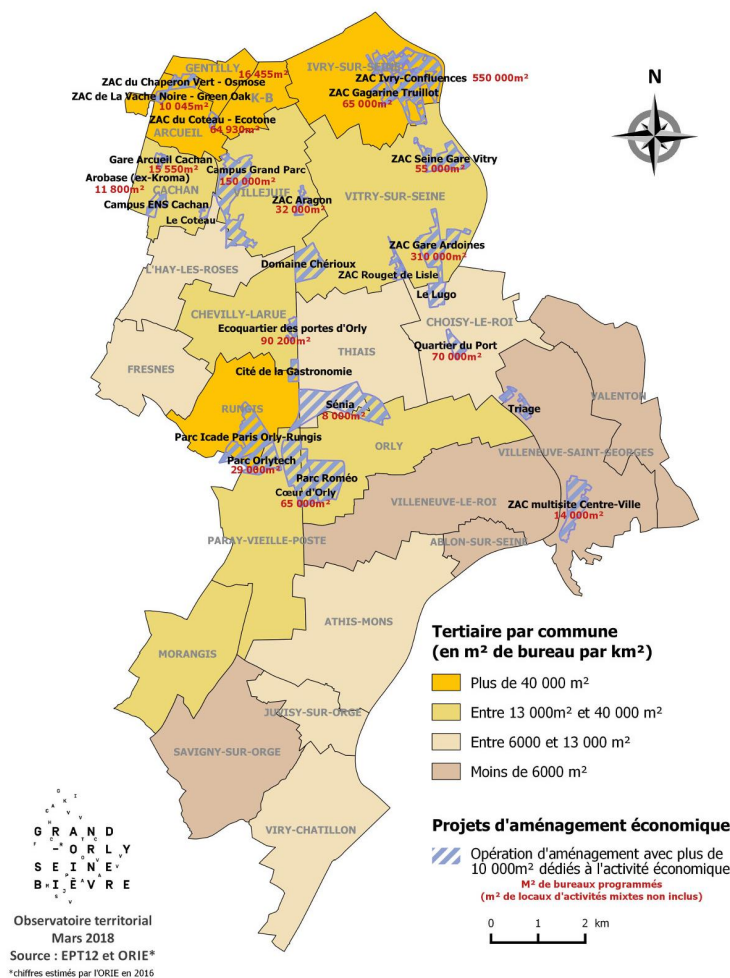 GENTILLY
16 455m²
IVRY-SUR-SEINE
ZAC du Chaperon Vert - Osmose
ZAC Ivry-Confluences 550 000m²
ZAC de La Vache Noire - Green Oak
K-B
ZAC Gagarine Truillot
10 045m²
65 000m²
ZAC du Coteau - Ecotone
64 930m²
ARCUEIL
N
Gare Arcueil Cachan
15 550m²
ZAC Seine Gare Vitry
55 000m²
Arobase (ex-Kroma)
11 800m²
Campus Grand Parc
150 000m²
CACHAN
VILLEJUIF
ZAC Aragon
32 000m²
VITRY-SUR-SEINE
Campus ENS Cachan
Le Coteau
ZAC Gare Ardoines
310 000m²
L'HAY-LES-ROSES
Domaine Chérioux
ZAC Rouget de Lisle
Le Lugo
CHEVILLY-LARUE
CHOISY-LE-ROI
Ecoquartier des portes d'Orly
90 200m²
Quartier du Port
70 000m²
THIAIS
FRESNES
Cité de la Gastronomie
VALENTON
RUNGIS
Sénia
8 000m²
Triage
Parc Icade Paris Orly-Rungis
ORLY
VILLENEUVE-SAINT-GEORGES
Parc Orlytech
29 000m²
Parc Roméo
Cœur d'Orly
65 000m²
VILLENEUVE-LE-ROI
ZAC multisite Centre-Ville
14 000m²
PARAY-VIEILLE-POSTE
ABLON-SUR-SEINE
ATHIS-MONS
MORANGIS
JUVISY-SUR-ORGE
SAVIGNY-SUR-ORGE
VIRY-CHATILLON
Tertiaire par commune
(en m² de bureau par km²)
Plus de 40 000 m²
Entre 13 000m² et 40 000 m²
Entre 6000 et 13 000 m²
Moins de 6000 m²
Projets d'aménagement économique
Opération d'aménagement avec plus de
10 000m² dédiés à l'activité économique
M² de bureaux programmés
(m² de locaux d'activités mixtes non inclus)
0 1 2 km
GRAND
-ORLY
SEINE
BIÈVRE
Observatoire territorial
Mars 2018
Source : EPT12 et ORIE*
*chiffres estimés par l'ORIE en 2016